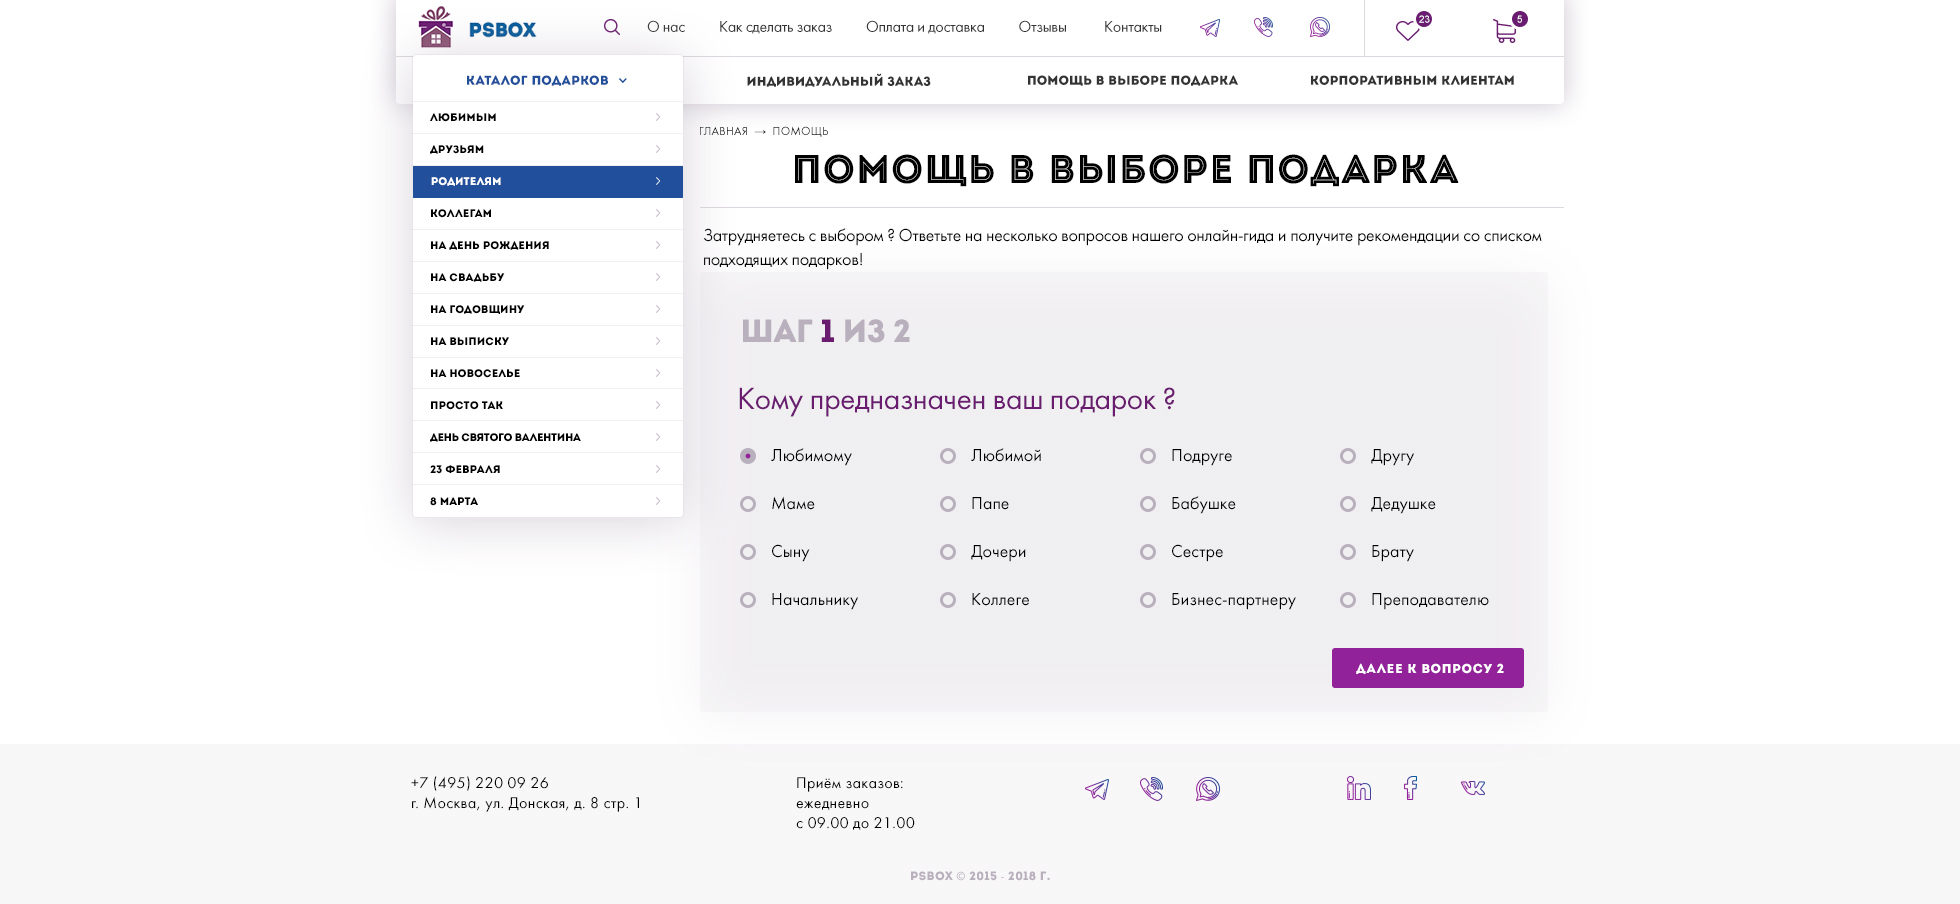 PSBOX
О нас
Как сделать заказ
Оплата и доставка
Отзывы
Контакты
23
5
КАТАЛОГ ПОДАРКОВ
ИНДИВИДУАЛЬНЫЙ ЗАКАЗ
ПОМОЩЬ В ВЫБОРЕ ПОДАРКА
КОРПОРАТИВНЫМ КЛИЕНТАМ
ЛЮБИМЫМ
ДРУЗЬЯМ
РОДИТЕЛЯМ
КОЛЛЕГАМ
НА ДЕНЬ РОЖДЕНИЯ
НА СВАДЬБУ
НА ГОДОВЩИНУ
НА ВЫПИСКУ
НА НОВОСЕЛЬЕ
ПРОСТО ТАК
ДЕНЬ СВЯТОГО ВАЛЕНТИНА
23 ФЕВРАЛЯ
8 МАРТА
ГЛАВНАЯ → ПОМОЩЬ
ПОМОЩЬ В ВЫБОРЕ ПОДАРКА
Затрудняетесь с выбором ? Ответьте на несколько вопросов нашего онлайн-гида и получите рекомендации со списком
подходящих подарков!
ШАГ 1 ИЗ 2
Кому предназначен ваш подарок ?
Любимому
Любимой
Подруге
Другу
Маме
Папе
Бабушке
Дедушке
Сыну
Дочери
Сестре
Брату
Начальнику
Коллеге
Бизнес-партнеру
Преподавателю
ДАЛЕЕ К ВОПРОСУ 2
+7 (495) 220 09 26
г. Москва, ул. Донская, д. 8 стр. 1
Приём заказов:
ежедневно
с 09.00 до 21.00
PSBOX © 2015 - 2018 Г.